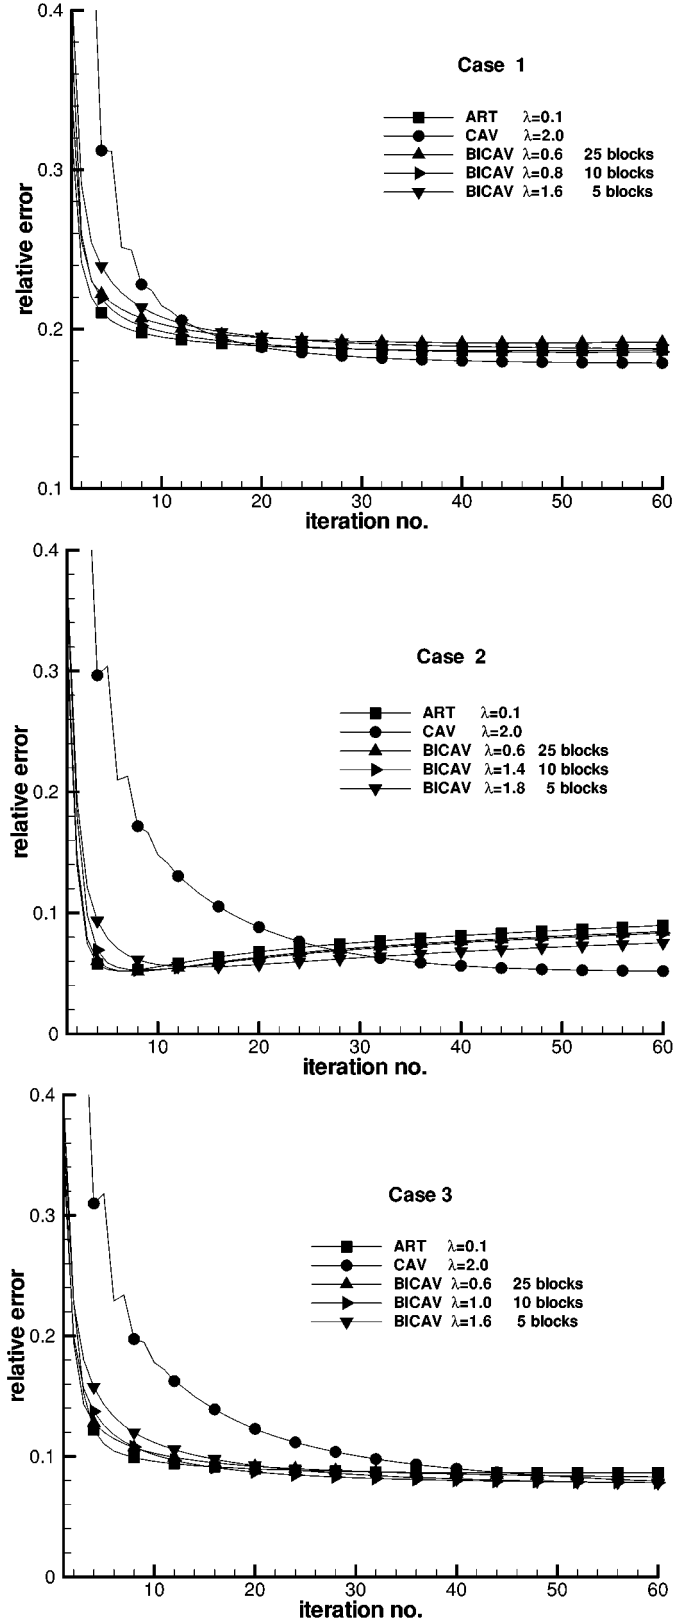 0.4
Case 1
ART λ=0.1
CAV λ=2.0
BICAV λ=0.6 25 blocks
BICAV λ=0.8 10 blocks
BICAV λ=1.6 5 blocks
0.3
relative error
0.2
0.1
10 20 30 40 50 60
iteration no.
0.4
Case 2
0.3
ART λ=0.1
CAV λ=2.0
BICAV λ=0.6 25 blocks
BICAV λ=1.4 10 blocks
BICAV λ=1.8 5 blocks
relative error
0.2
0.1
0
10 20 30 40 50 60
iteration no.
0.4
Case 3
0.3
ART λ=0.1
CAV λ=2.0
BICAV λ=0.6 25 blocks
BICAV λ=1.0 10 blocks
BICAV λ=1.6 5 blocks
relative error
0.2
0.1
0
10 20 30 40 50 60
iteration no.